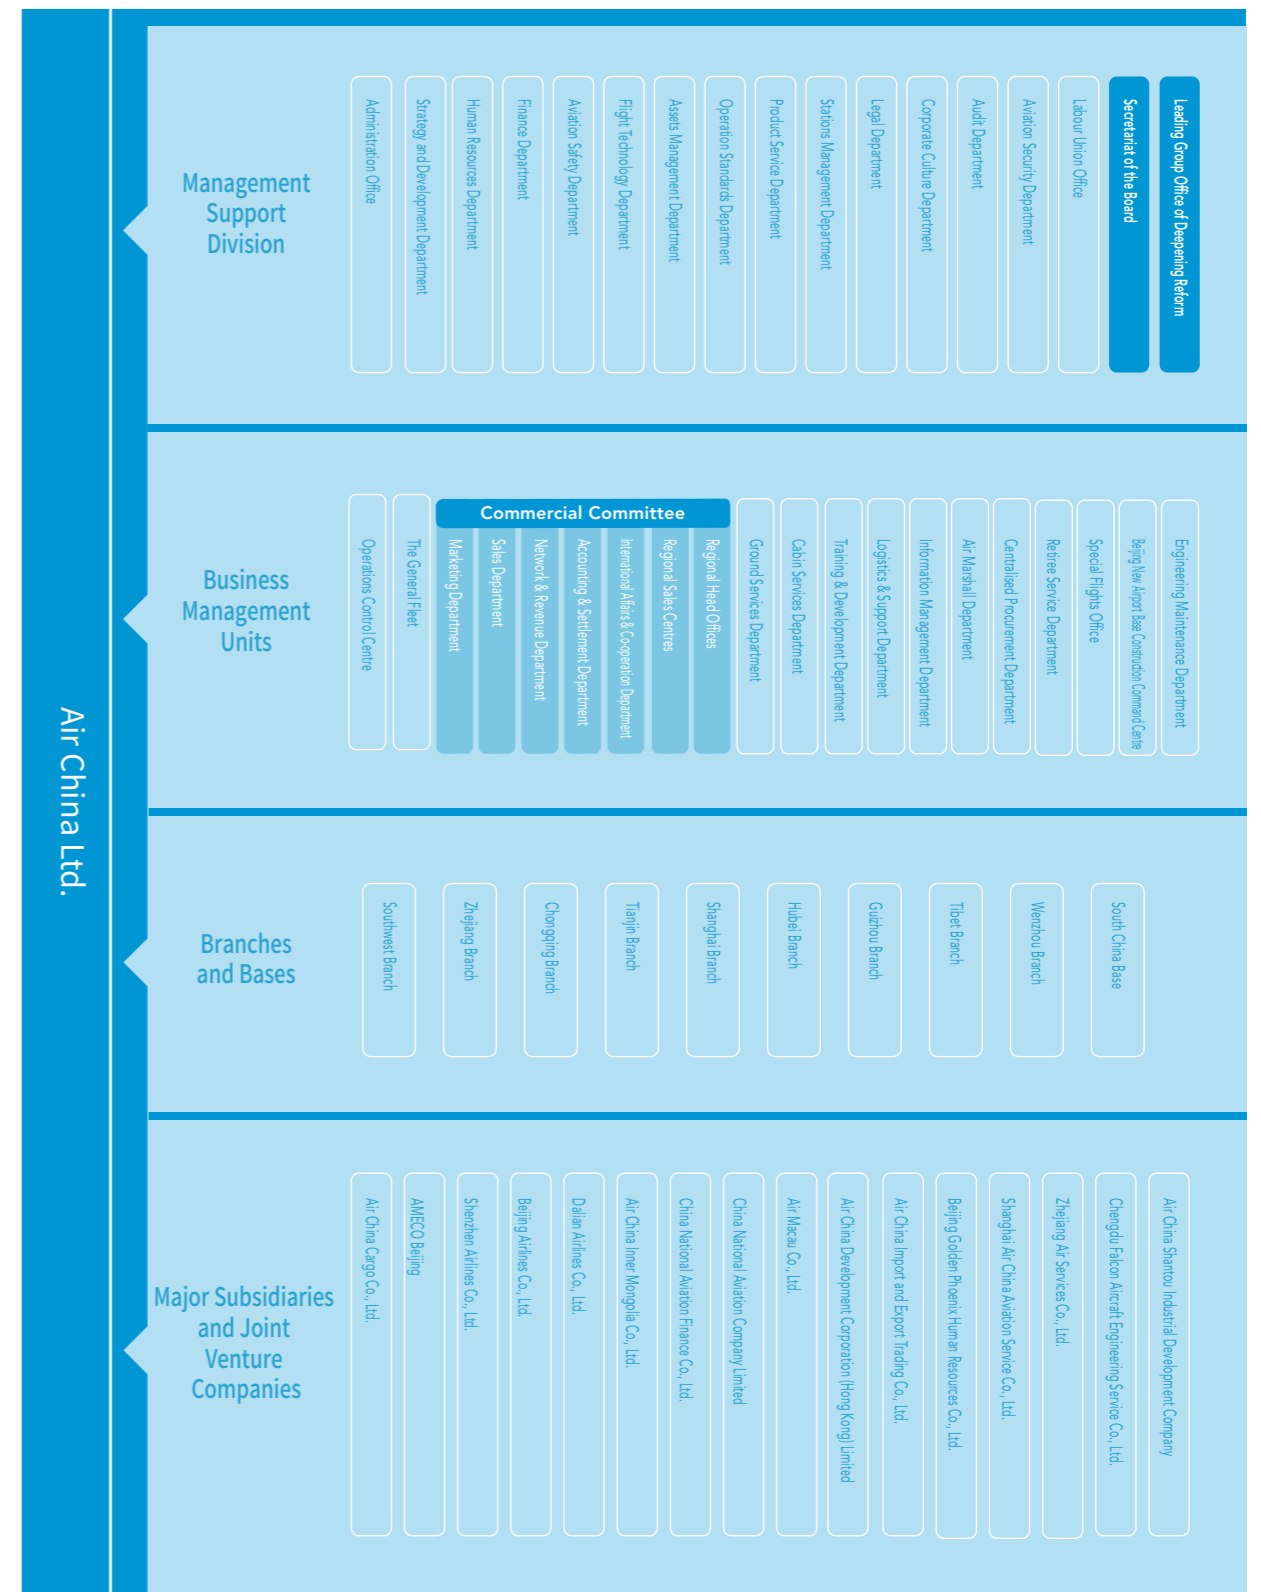 Air China Ltd.
Management
Support
Division
Administration Office
Strategy and Development Department
Human Resources Department
Finance Department
Aviation Safety Department
Flight Technology Department
Assets Management Department
Operation Standards Department
Product Service Department
Stations Management Department
Legal Department
Corporate Culture Department
Audit Department
Aviation Security Department
Labour Union Office
Secretariat of the Board
Leading Group Office of Deepening Reform
Business
Management
Units
Operations Control Centre
The General Fleet
Commercial Committee
Marketing Department
Sales Department
Network & Revenue Department
Accounting & Settlement Department
International Affairs & Cooperation Department
Regional Sales Centres
Regional Head Offices
Ground Services Department
Cabin Services Department
Training & Development Department
Logistics & Support Department
Information Management Department
Air Marshall Department
Centralised Procurement Department
Retiree Service Department
Special Flights Office
Beijing New Airport Base Construction Command Centre
Engineering Maintenance Department
Branches
and Bases
Southwest Branch
Zhejiang Branch
Chongqing Branch
Tianjin Branch
Shanghai Branch
Hubei Branch
Guizhou Branch
Tibet Branch
Wenzhou Branch
South China Base
Major Subsidiaries
and Joint
Venture
Companies
Air China Cargo Co., Ltd.
AMECO Beijing
Shenzhen Airlines Co., Ltd.
Beijing Airlines Co., Ltd.
Dalian Airlines Co., Ltd.
Air China Inner Mongolia Co., Ltd.
China National Aviation Finance Co., Ltd.
China National Aviation Company Limited
Air Macau Co., Ltd.
Air China Development Corporation (Hong Kong) Limited
Air China Import and Export Trading Co., Ltd.
Beijing Golden Phoenix Human Resources Co., Ltd.
Shanghai Air China Aviation Service Co., Ltd.
Zhejiang Air Services Co., Ltd.
Chengdu Falcon Aircraft Engineering Service Co., Ltd.
Air China Shantou Industrial Development Company